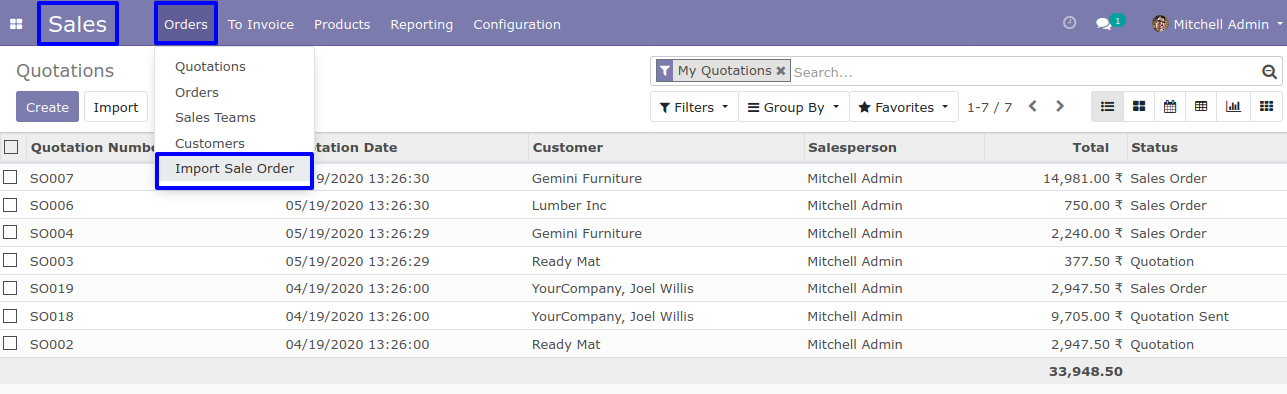 Sales Orders To Invoice Products Reporting Configuration 1 Mitchell Admin
Quotations
My Quotations Search...
Create Import
Filters Group By Favorites 1-7 / 7
Quotations
Orders
Sales Teams
Customers
Import Sale Order
Quotation Numbe tation Date Customer Salesperson Total Status
SO007 9/2020 13:26:30 Gemini Furniture Mitchell Admin 14,981.00 ₹ Sales Order
SO006 05/19/2020 13:26:30 Lumber Inc Mitchell Admin 750.00 ₹ Sales Order
SO004 05/19/2020 13:26:29 Gemini Furniture Mitchell Admin 2,240.00 ₹ Sales Order
SO003 05/19/2020 13:26:29 Ready Mat Mitchell Admin 377.50 ₹ Quotation
SO019 04/19/2020 13:26:00 YourCompany, Joel Willis Mitchell Admin 2,947.50 ₹ Sales Order
SO018 04/19/2020 13:26:00 YourCompany, Joel Willis Mitchell Admin 9,705.00 ₹ Quotation Sent
SO002 04/19/2020 13:26:00 Ready Mat Mitchell Admin 2,947.50 ₹ Quotation
33,948.50